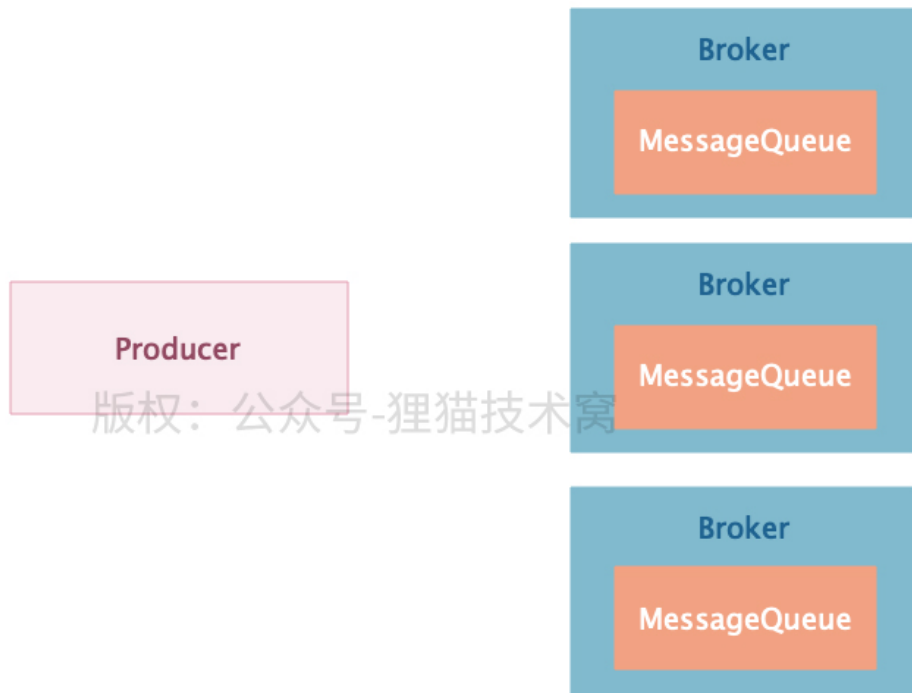 Broker
MessageQueue
Broker
Producer
MessageQueue
版权：公众号-狸猫技术窝
Broker
MessageQueue